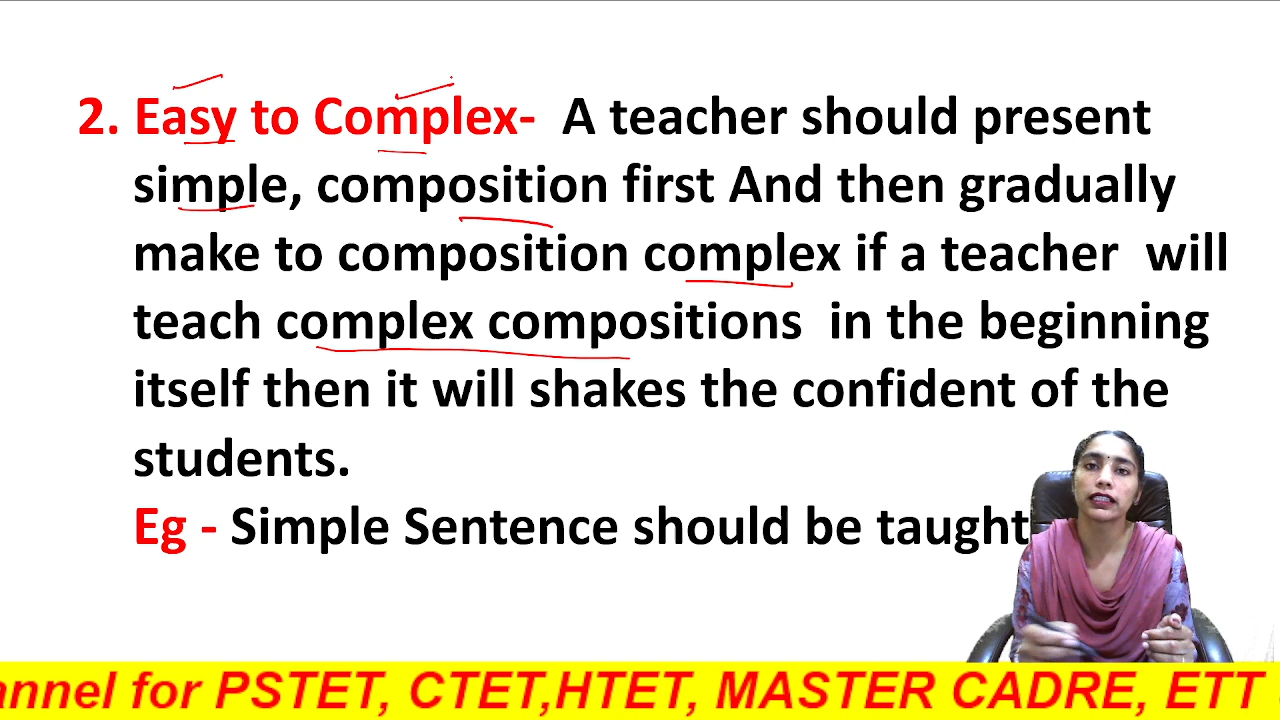 2. Easy to Complex- A teacher should present
simple, composition first And then gradually
make to composition complex if a teacher will
teach complex compositions in the beginning
itself then it will shakes the confident of the
students.
Eg - Simple Sentence should be taught
annel for PSTET, CTET,HTET, MASTER CADRE, ETT